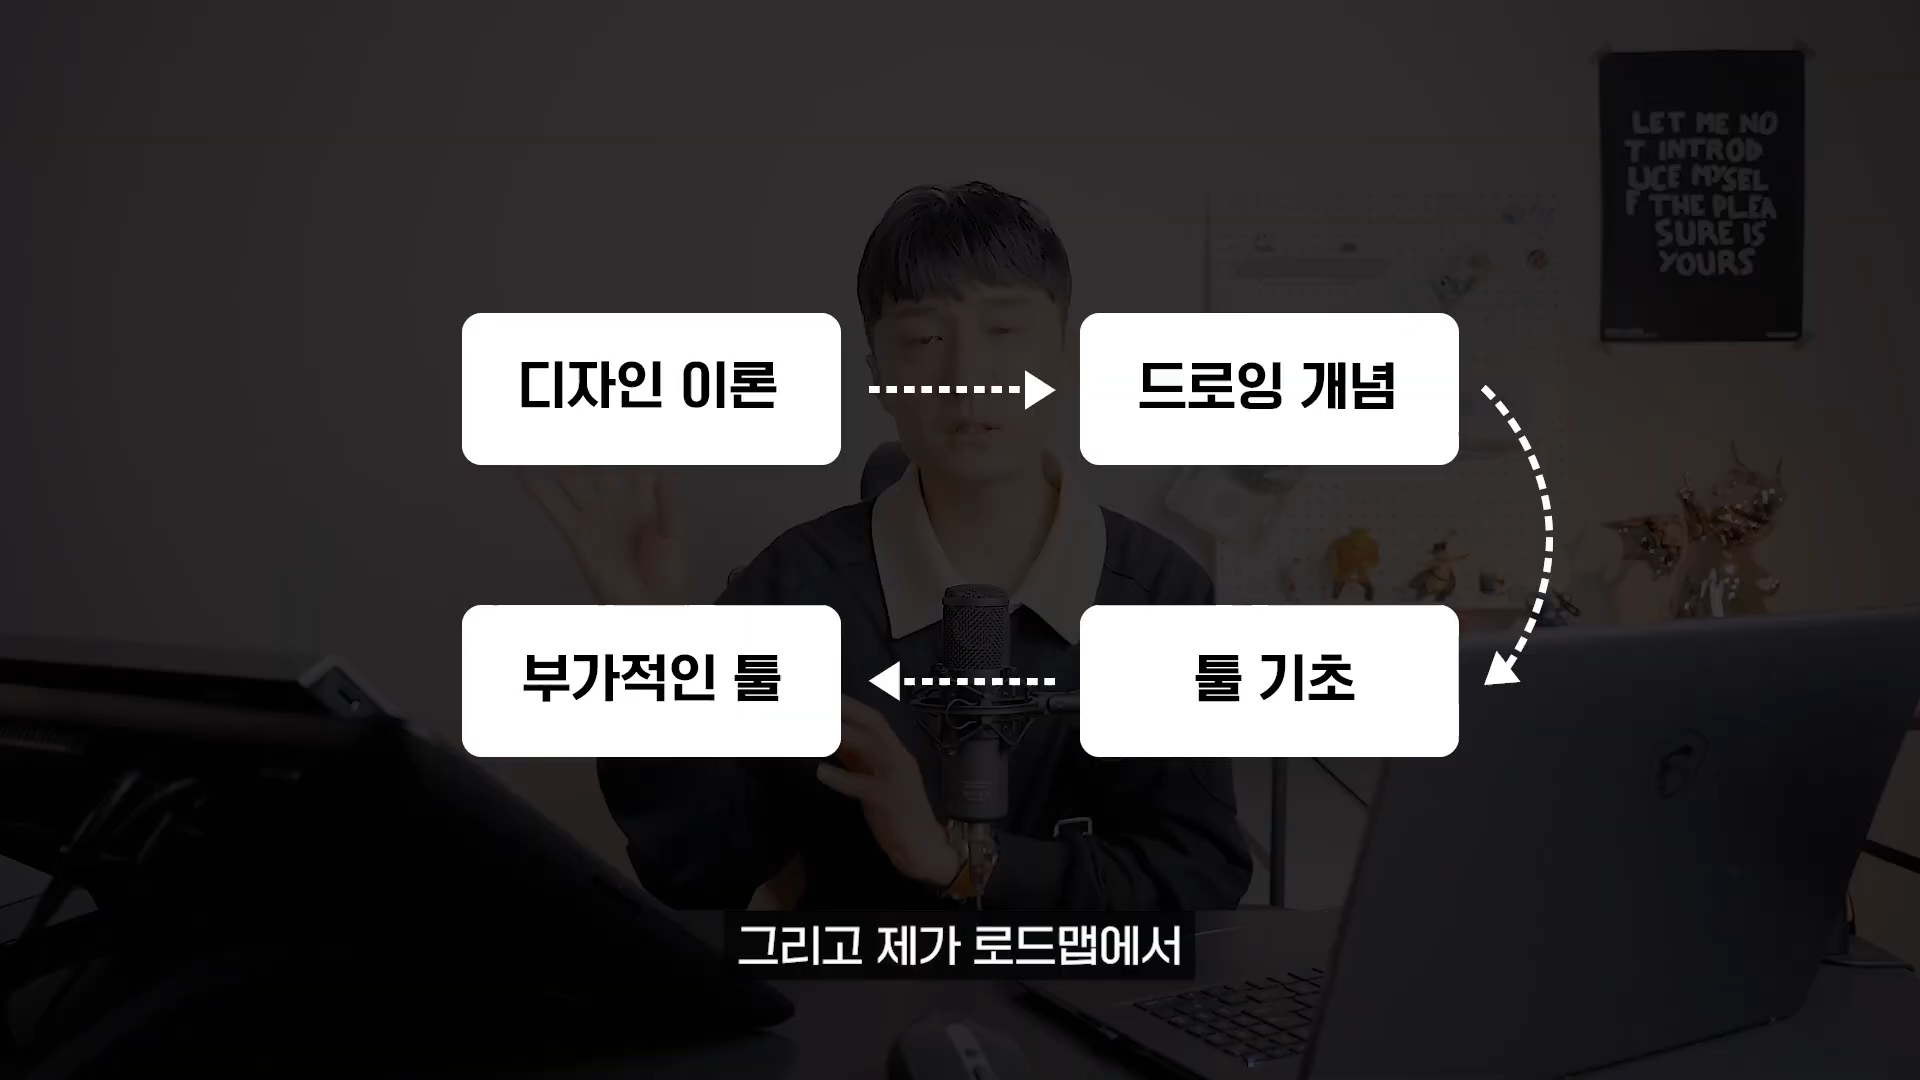 LET ME NO
T INTROD
UCE MYSEL
F THE PLEA
SURE IS
YOURS
디자인 이론
드로잉 개념
부가적인 툴
툴 기초
그리고 제가 로드맵에서